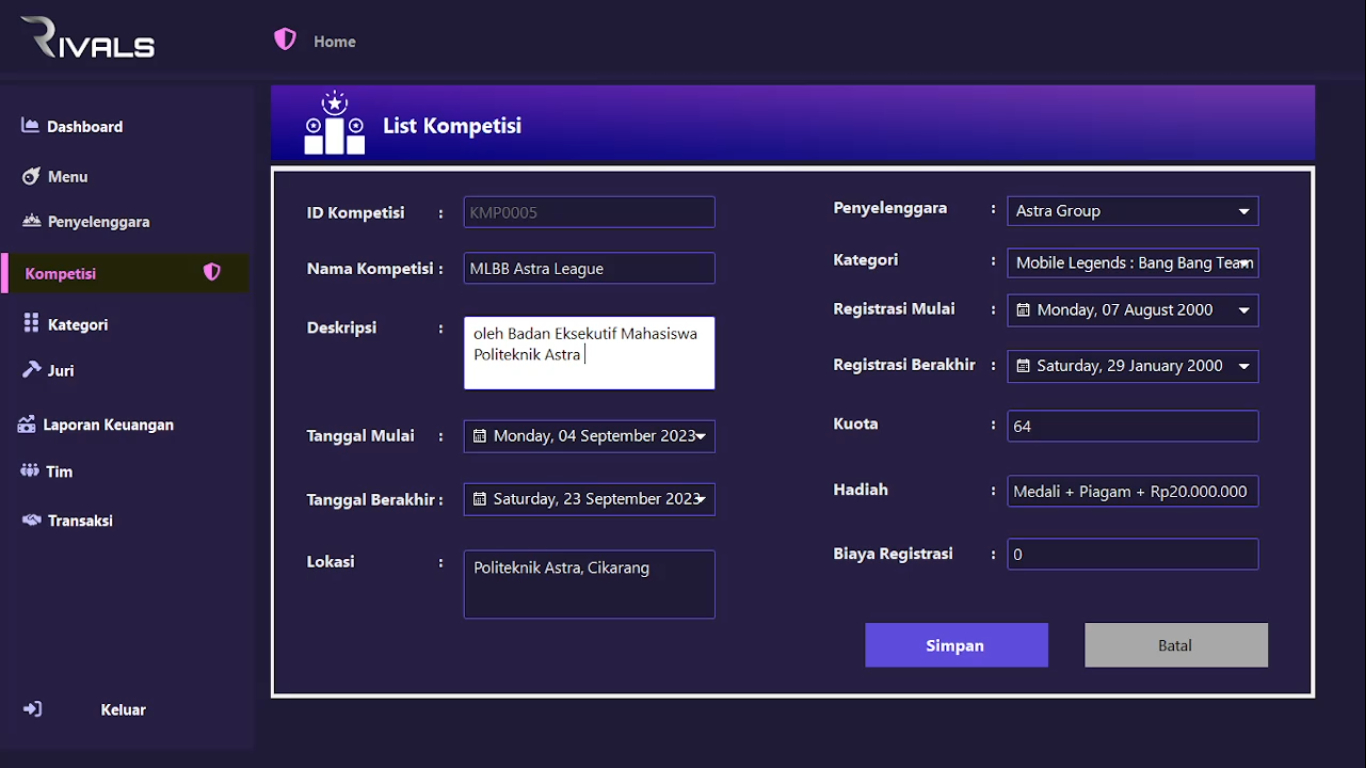 RIVALS
Home
Dashboard
Menu
Penyelenggara
Kompetisi
Kategori
Juri
Laporan Keuangan
Tim
Transaksi
Keluar
List Kompetisi
ID Kompetisi : KMP0005
Nama Kompetisi : MLBB Astra League
Deskripsi : oleh Badan Eksekutif Mahasiswa
Politeknik Astra
Tanggal Mulai : Monday, 04 September 2023
Tanggal Berakhir : Saturday, 23 September 2023
Lokasi : Politeknik Astra, Cikarang
Penyelenggara : Astra Group
Kategori : Mobile Legends : Bang Bang Team
Registrasi Mulai : Monday, 07 August 2000
Registrasi Berakhir : Saturday, 29 January 2000
Kuota : 64
Hadiah : Medali + Piagam + Rp20.000.000
Biaya Registrasi : 0
Simpan
Batal